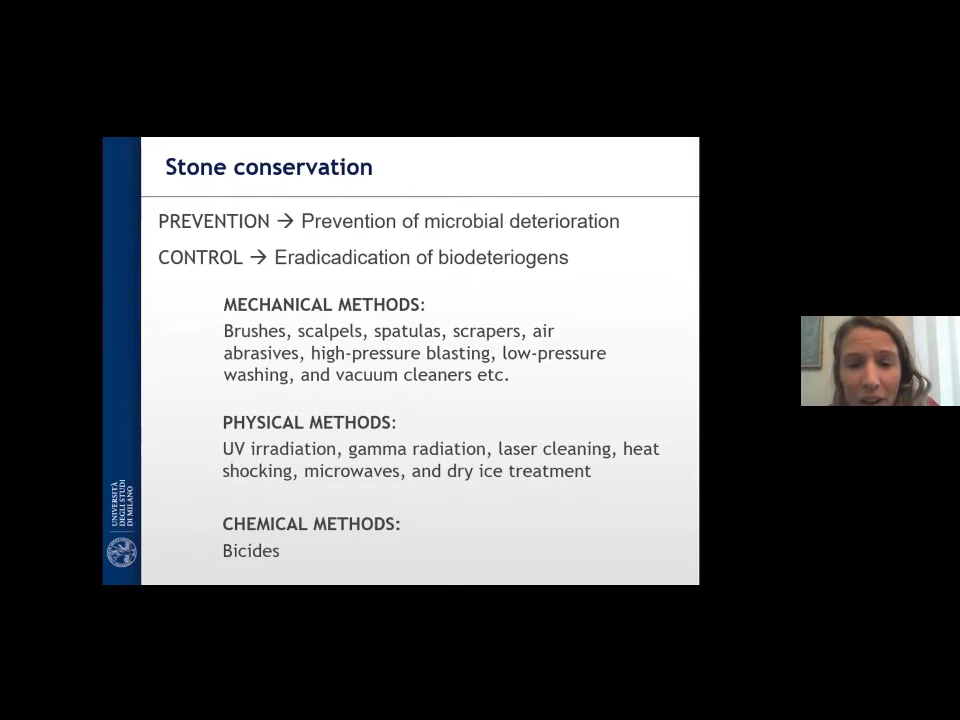 Stone conservation
PREVENTION → Prevention of microbial deterioration
CONTROL → Eradicadication of biodeteriogens
MECHANICAL METHODS:
Brushes, scalpels, spatulas, scrapers, air
abrasives, high-pressure blasting, low-pressure
washing, and vacuum cleaners etc.
PHYSICAL METHODS:
UV irradiation, gamma radiation, laser cleaning, heat
shocking, microwaves, and dry ice treatment
CHEMICAL METHODS:
Bicides
UNIVERSITÀ
DEGLI STUDI
DI MILANO